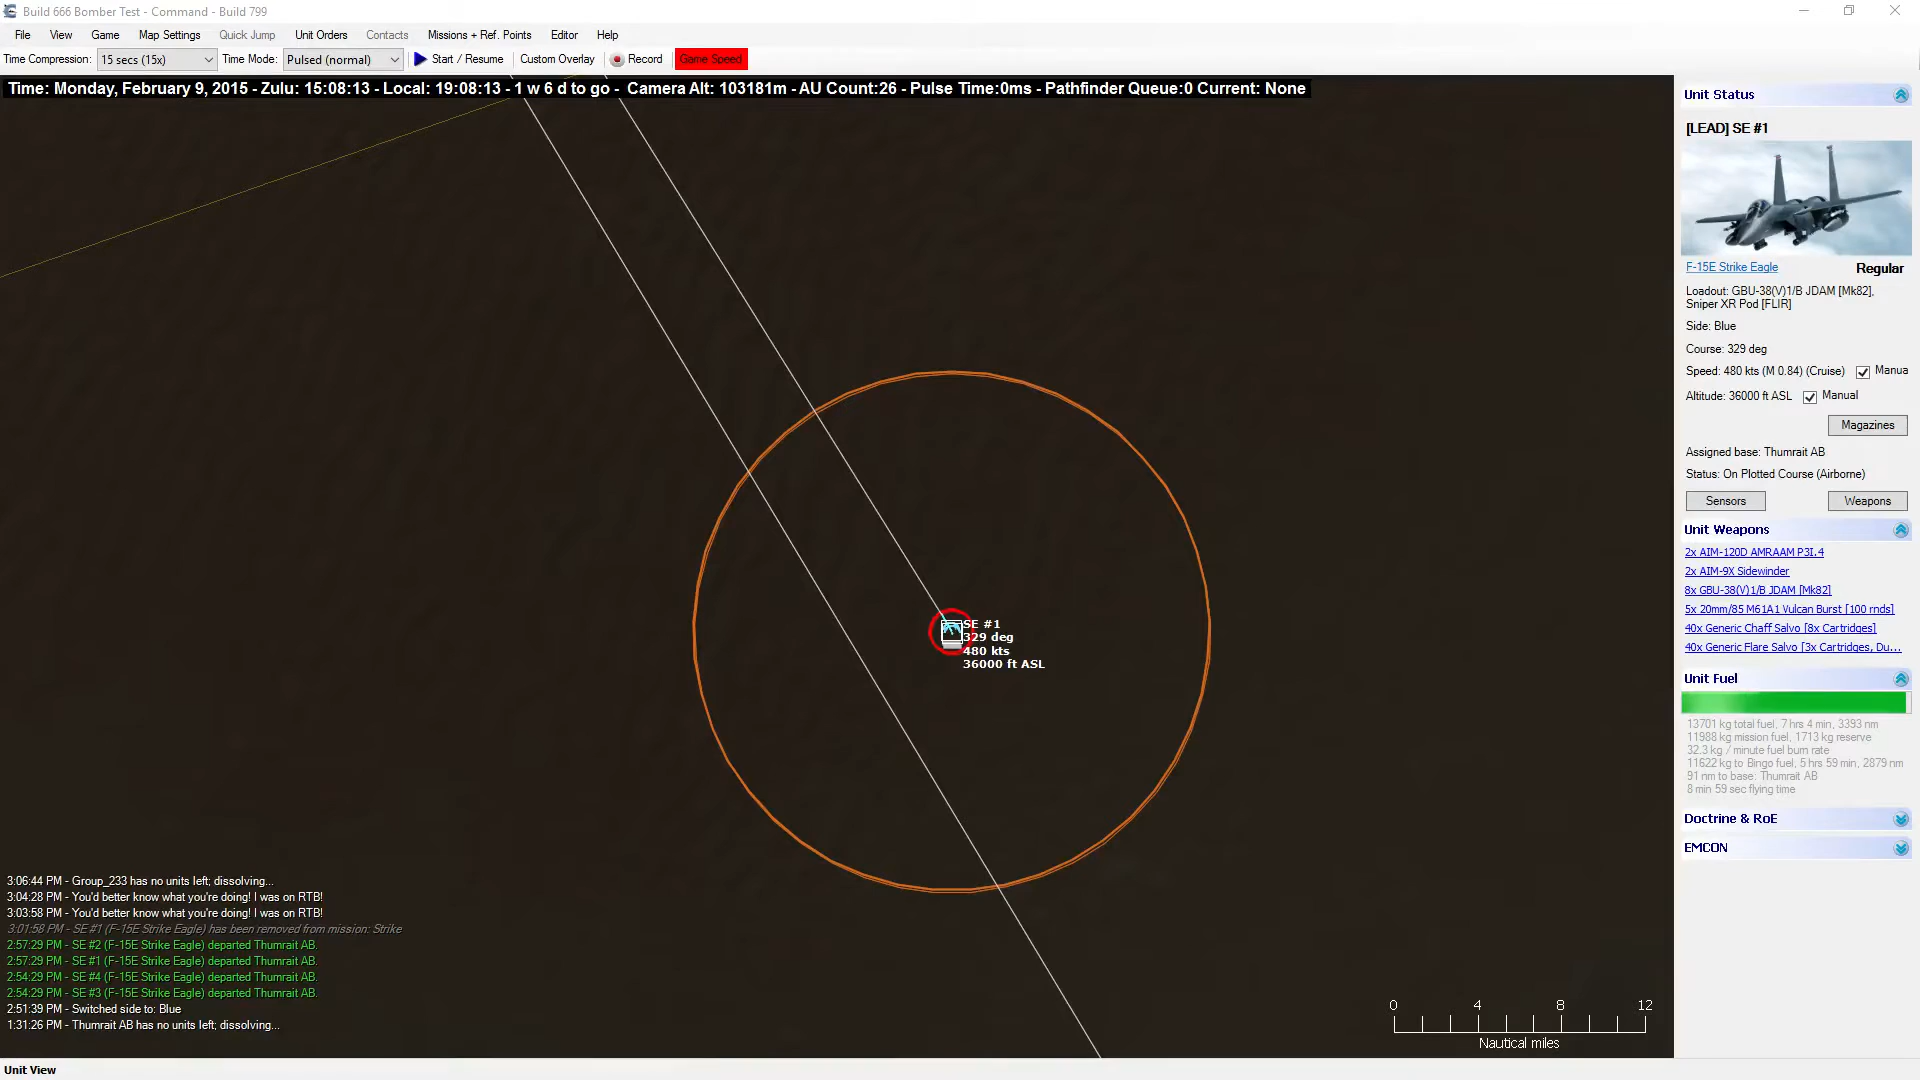 Build 666 Bomber Test - Command - Build 799
File View Game Map Settings Quick Jump Unit Orders Contacts Missions + Ref. Points Editor Help
Time Compression: 15 secs (15x) Time Mode: Pulsed (normal) Start / Resume Custom Overlay Record Game Speed
Time: Monday, February 9, 2015 - Zulu: 15:08:13 - Local: 19:08:13 - 1 w 6 d to go - Camera Alt: 103181m - AU Count:26 - Pulse Time:0ms - Pathfinder Queue:0 Current: None
SE #1
329 deg
480 kts
36000 ft ASL
3:06:44 PM - Group_233 has no units left; dissolving...
3:04:28 PM - You'd better know what you're doing! I was on RTB!
3:03:58 PM - You'd better know what you're doing! I was on RTB!
3:01:58 PM - SE #1 (F-15E Strike Eagle) has been removed from mission: Strike
2:57:29 PM - SE #2 (F-15E Strike Eagle) departed Thumrait AB.
2:57:29 PM - SE #1 (F-15E Strike Eagle) departed Thumrait AB.
2:54:29 PM - SE #4 (F-15E Strike Eagle) departed Thumrait AB.
2:54:29 PM - SE #3 (F-15E Strike Eagle) departed Thumrait AB.
2:51:39 PM - Switched side to: Blue
1:31:26 PM - Thumrait AB has no units left; dissolving...
0 4 8 12
Nautical miles
Unit Status
[LEAD] SE #1
F-15E Strike Eagle Regular
Loadout: GBU-38(V)1/B JDAM [Mk82],
Sniper XR Pod [FLIR]
Side: Blue
Course: 329 deg
Speed: 480 kts (M 0.84) (Cruise) Manua
Altitude: 36000 ft ASL Manual
Magazines
Assigned base: Thumrait AB
Status: On Plotted Course (Airborne)
Sensors Weapons
Unit Weapons
2x AIM-120D AMRAAM P3I.4
2x AIM-9X Sidewinder
8x GBU-38(V)1/B JDAM [Mk82]
5x 20mm/85 M61A1 Vulcan Burst [100 rnds]
40x Generic Chaff Salvo [8x Cartridges]
40x Generic Flare Salvo [3x Cartridges, Du...
Unit Fuel
13701 kg total fuel, 7 hrs 4 min, 3393 nm
11988 kg mission fuel, 1713 kg reserve
32.3 kg / minute fuel burn rate
11622 kg to Bingo fuel, 5 hrs 59 min, 2879 nm
91 nm to base: Thumrait AB
8 min 59 sec flying time
Doctrine & RoE
EMCON
Unit View